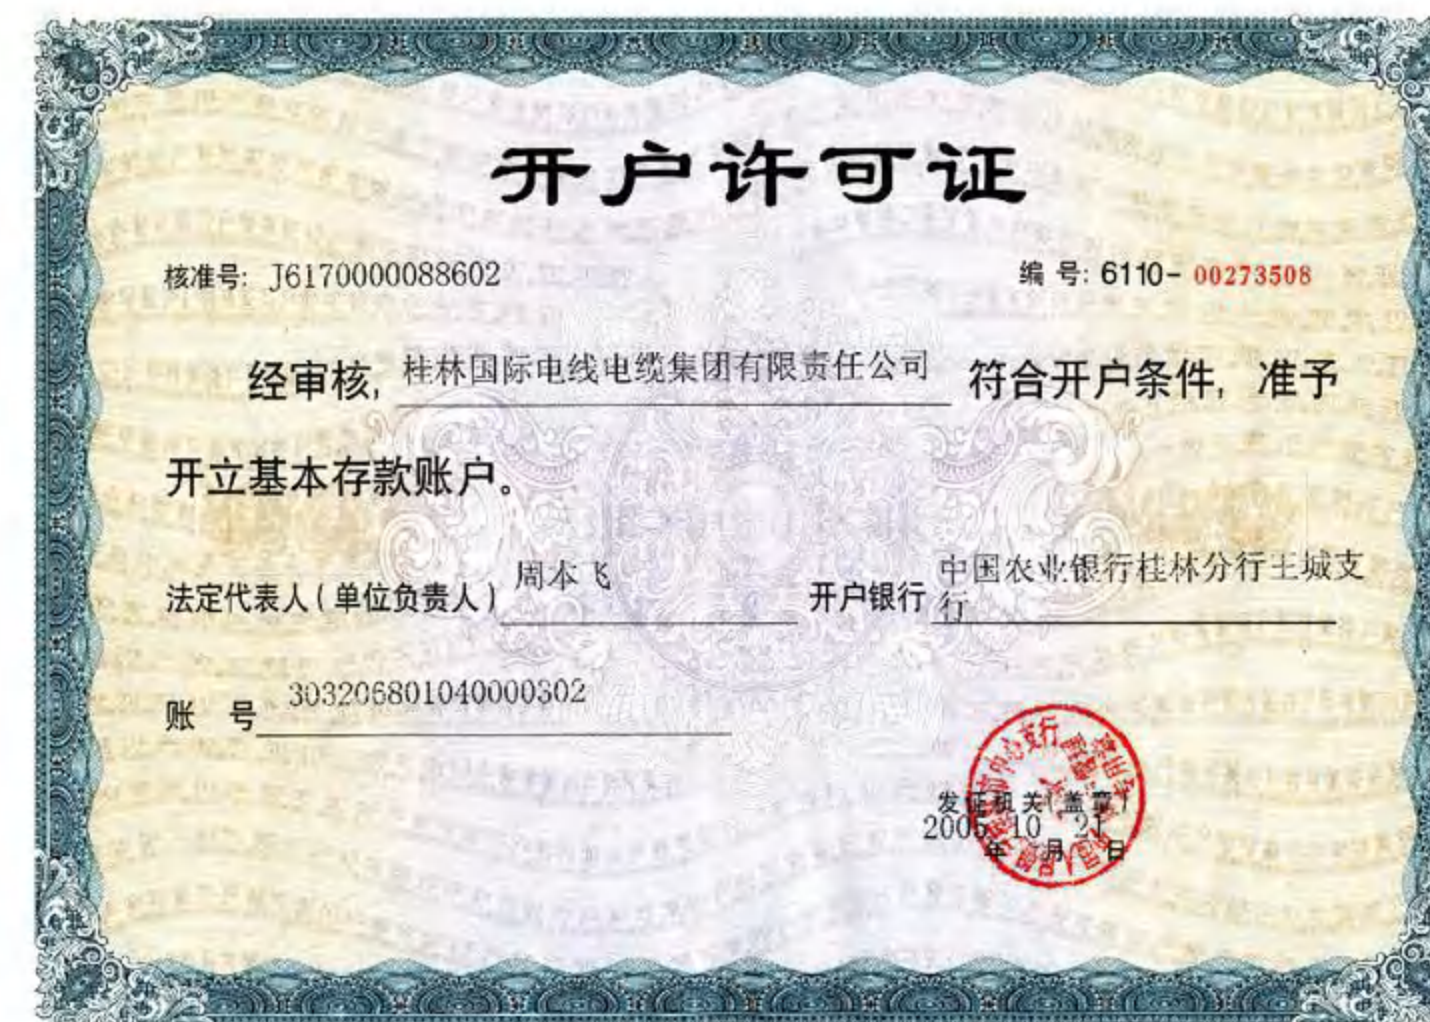 开户许可证
核准号: J6170000088602 编 号: 6110-00273508
经审核, 桂林国际电线电缆集团有限责任公司 符合开户条件, 准予
开立基本存款账户。
法定代表人(单位负责人) 周本飞 开户银行 中国农业银行桂林分行王城支
行
账 号 303206801040000302
发证机关(盖章)
2005 10 21
年 月 日